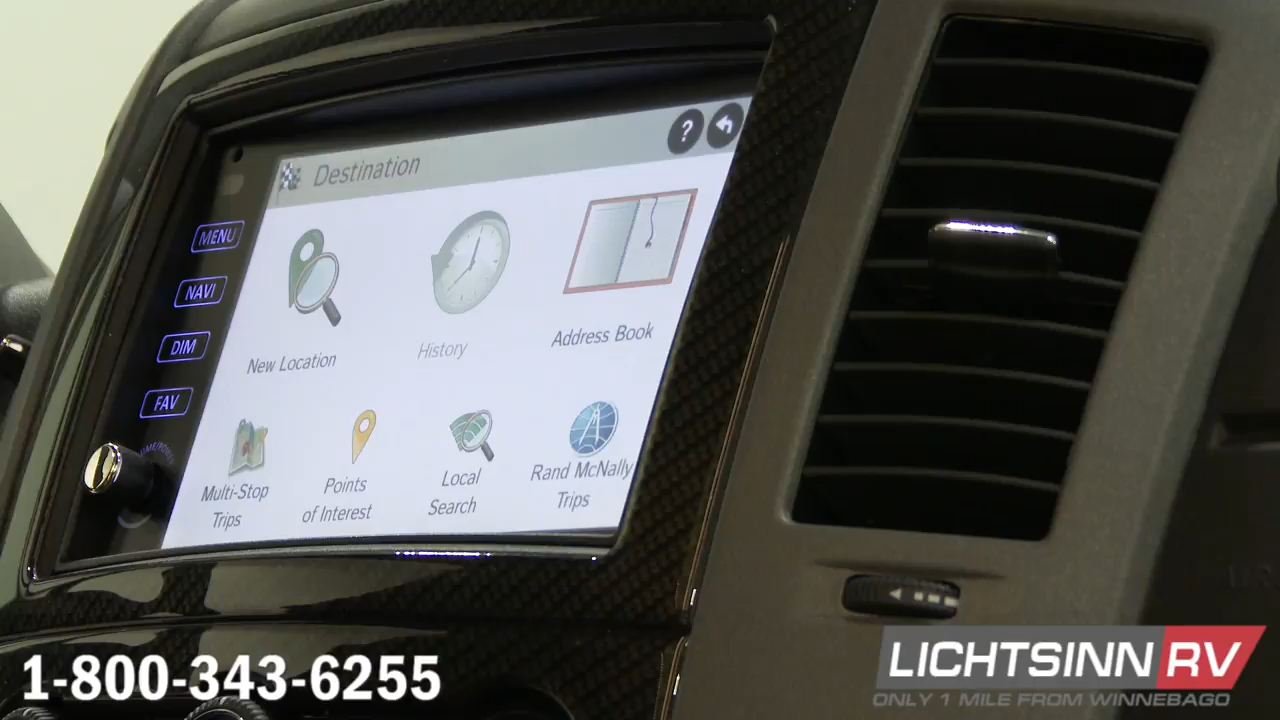 ?
Destination
MENU
NAVI
DIM
FAV
New Location
History
Address Book
Multi-Stop
Trips
Points
of Interest
Local
Search
Rand McNally
Trips
1-800-343-6255
LICHTSINN RV
ONLY 1 MILE FROM WINNEBAGO